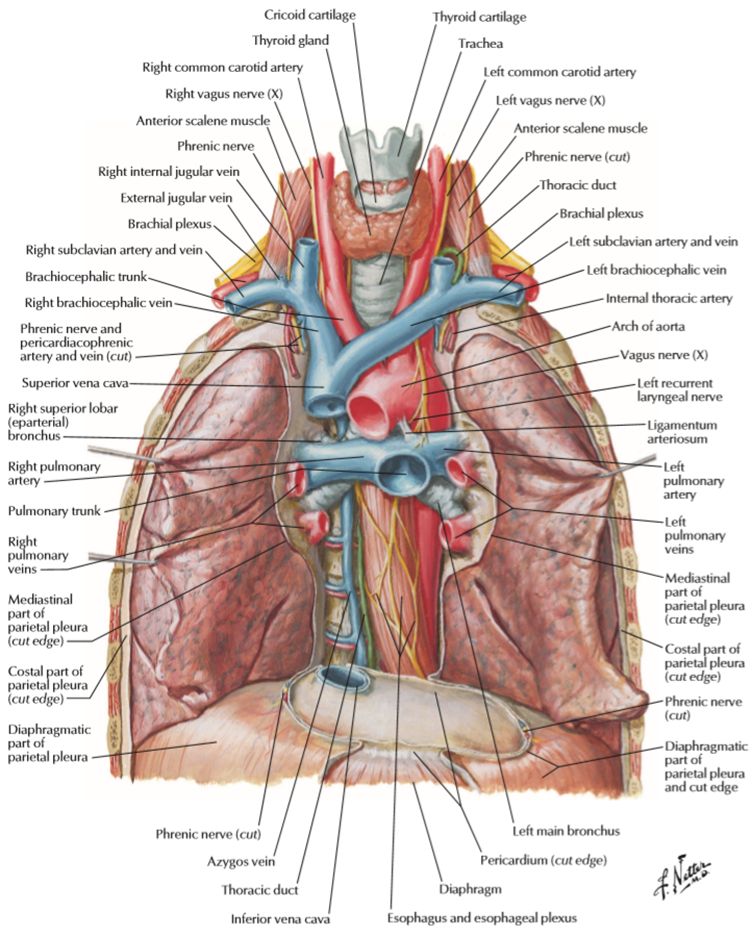 Cricoid cartilage
Thyroid gland
Right common carotid artery
Right vagus nerve (X)
Anterior scalene muscle
Phrenic nerve
Right internal jugular vein
External jugular vein
Brachial plexus
Right subclavian artery and vein
Brachiocephalic trunk
Right brachiocephalic vein
Phrenic nerve and
pericardiacophrenic
artery and vein (cut)
Superior vena cava
Right superior lobar
(eparterial)
bronchus
Right pulmonary
artery
Pulmonary trunk
Right
pulmonary
veins
Mediastinal
part of
parietal pleura
(cut edge)
Costal part of
parietal pleura
(cut edge)
Diaphragmatic
part of
parietal pleura
Thyroid cartilage
Trachea
Left common carotid artery
Left vagus nerve (X)
Anterior scalene muscle
Phrenic nerve (cut)
Thoracic duct
Brachial plexus
Left subclavian artery and vein
Left brachiocephalic vein
Internal thoracic artery
Arch of aorta
Vagus nerve (X)
Left recurrent
laryngeal nerve
Ligamentum
arteriosum
Left
pulmonary
artery
Left
pulmonary
veins
Mediastinal
part of
parietal pleura
(cut edge)
Costal part of
parietal pleura
(cut edge)
Phrenic nerve
(cut)
Diaphragmatic
part of
parietal pleura
and cut edge
Phrenic nerve (cut)
Azygos vein
Thoracic duct
Inferior vena cava
Left main bronchus
Pericardium (cut edge)
Diaphragm
Esophagus and esophageal plexus
F. Netter
M.D.